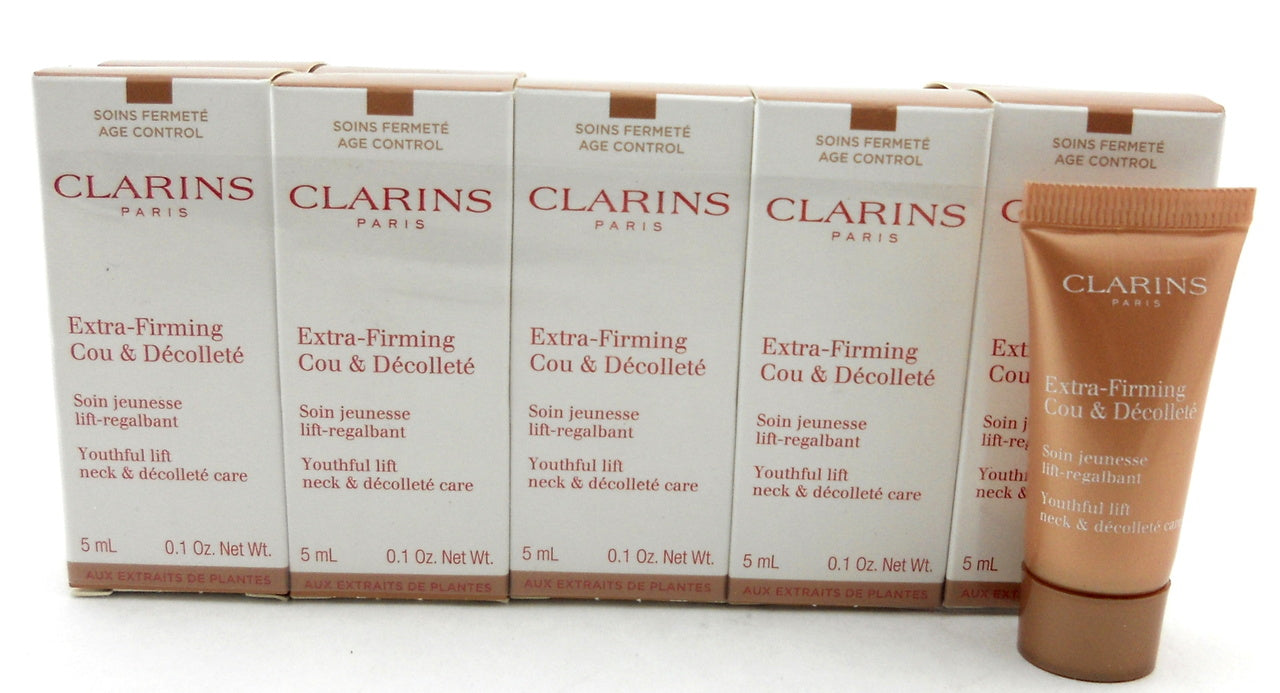 SOINS FERMETÉ
AGE CONTROL
CLARINS
PARIS
Extra-Firming
Cou & Décolleté
Soin jeunesse
lift-regalbant
Youthful lift
neck & décolleté care
5 mL 0.1 Oz. Net Wt.
AUX EXTRAITS DE PLANTES
SOINS FERMETÉ
AGE CONTROL
CLARINS
PARIS
Extra-Firming
Cou & Décolleté
Soin jeunesse
lift-regalbant
Youthful lift
neck & décolleté care
5 mL 0.1 Oz. Net Wt.
AUX EXTRAITS DE PLANTES
SOINS FERMETÉ
AGE CONTROL
CLARINS
PARIS
Extra-Firming
Cou & Décolleté
Soin jeunesse
lift-regalbant
Youthful lift
neck & décolleté care
5 mL 0.1 Oz. Net Wt.
AUX EXTRAITS DE PLANTES
SOINS FERMETÉ
AGE CONTROL
CLARINS
PARIS
Extra-Firming
Cou & Décolleté
Soin jeunesse
lift-regalbant
Youthful lift
neck & décolleté care
5 mL 0.1 Oz. Net Wt.
AUX EXTRAITS DE PLANTES
SOINS FERMETÉ
AGE CONTROL
Cou
Soin
neck &
5 mL
AUX
CLARINS
PARIS
Extra-Firming
Cou & Décolleté
Soin jeunesse
lift-regalbant
Youthful lift
neck & décolleté care